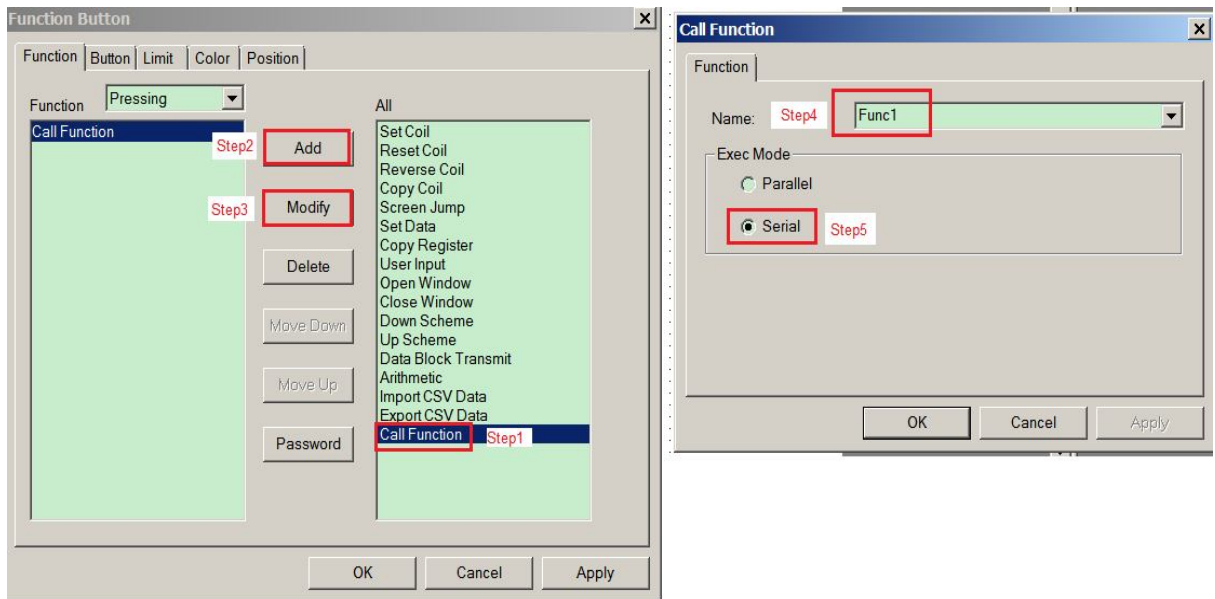 Function Button
Function Button Limit Color Position
Function Pressing
All
Call Function
Step2
Add
Step3
Modify
Delete
Move Down
Move Up
Password
Set Coil
Reset Coil
Reverse Coil
Copy Coil
Screen Jump
Set Data
Copy Register
User Input
Open Window
Close Window
Down Scheme
Up Scheme
Data Block Transmit
Arithmetic
Import CSV Data
Export CSV Data
Call Function Step1
OK Cancel Apply
Call Function
Function
Name: Step4 Func1
Exec Mode
Parallel
Serial Step5
OK Cancel Apply